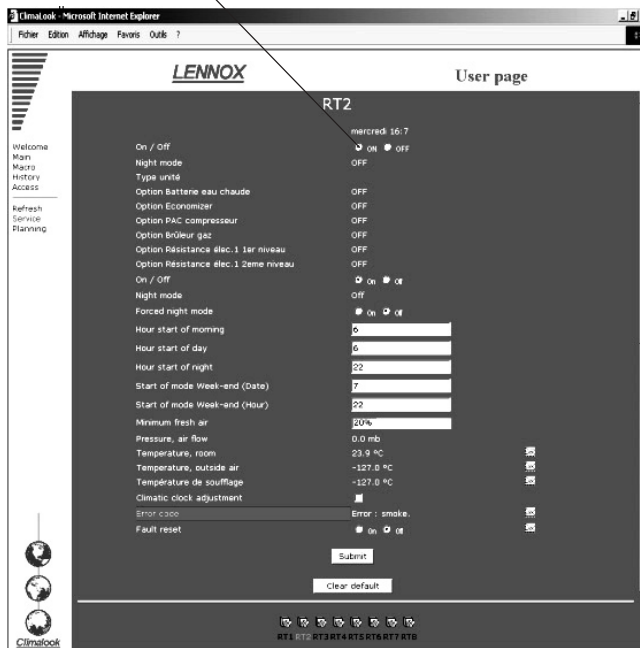 ClimaLook - Microsoft Internet Explorer
Fichier Edition Affichage Favoris Outils ?
LENNOX
User page
Welcome
Main
Macro
History
Access
Refresh
Service
Planning
RT2
mercredi 16:7
On / Off ON OFF
Night mode OFF
Type unité
Option Batterie eau chaude OFF
Option Economizer OFF
Option PAC compresseur OFF
Option Brûleur gaz OFF
Option Résistance élec.1 1er niveau OFF
Option Résistance élec.1 2eme niveau OFF
On / Off On Off
Night mode Off
Forced night mode On Off
Hour start of morning 6
Hour start of day 6
Hour start of night 22
Start of mode Week-end (Date) 7
Start of mode Week-end (Hour) 22
Minimum fresh air 20%
Pressure, air flow 0.0 mb
Temperature, room 23.9 °C
Temperature, outside air -127.0 °C
Température de soufflage -127.0 °C
Climatic clock adjustment
Error code Error : smoke.
Fault reset On Off
Submit
Clear default
RT1 RT2 RT3 RT4 RT5 RT6 RT7 RT8
Climalook